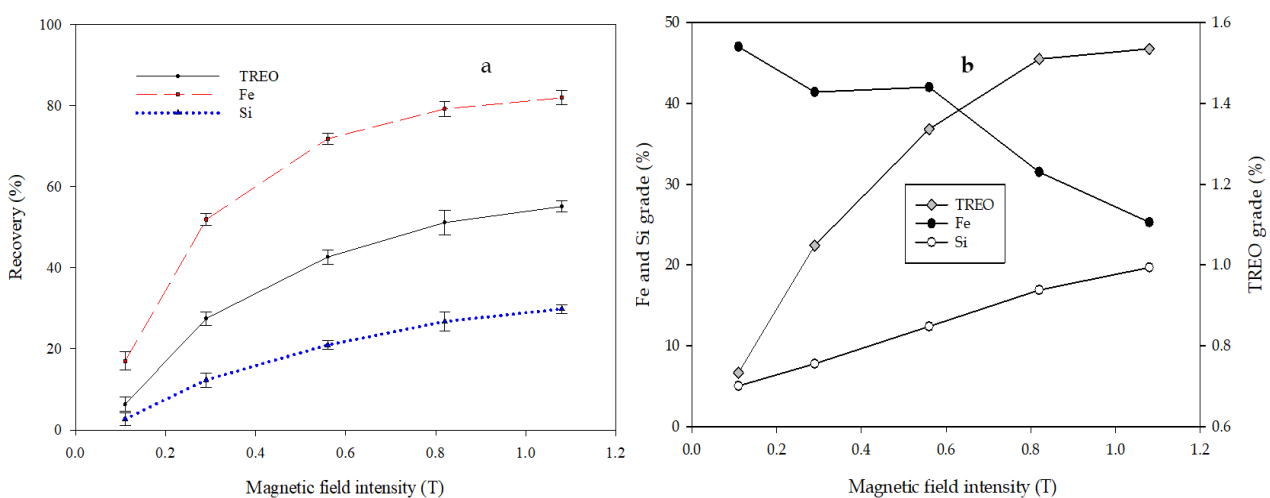 a
TREO
Fe
Si
Recovery (%)
100
80
60
40
20
0
0.0 0.2 0.4 0.6 0.8 1.0 1.2
Magnetic field intensity (T)
b
TREO
Fe
Si
Fe and Si grade (%)
50
40
30
20
10
0
0.0 0.2 0.4 0.6 0.8 1.0 1.2
Magnetic field intensity (T)
1.6
1.4
1.2
1.0
0.8
0.6
TREO grade (%)